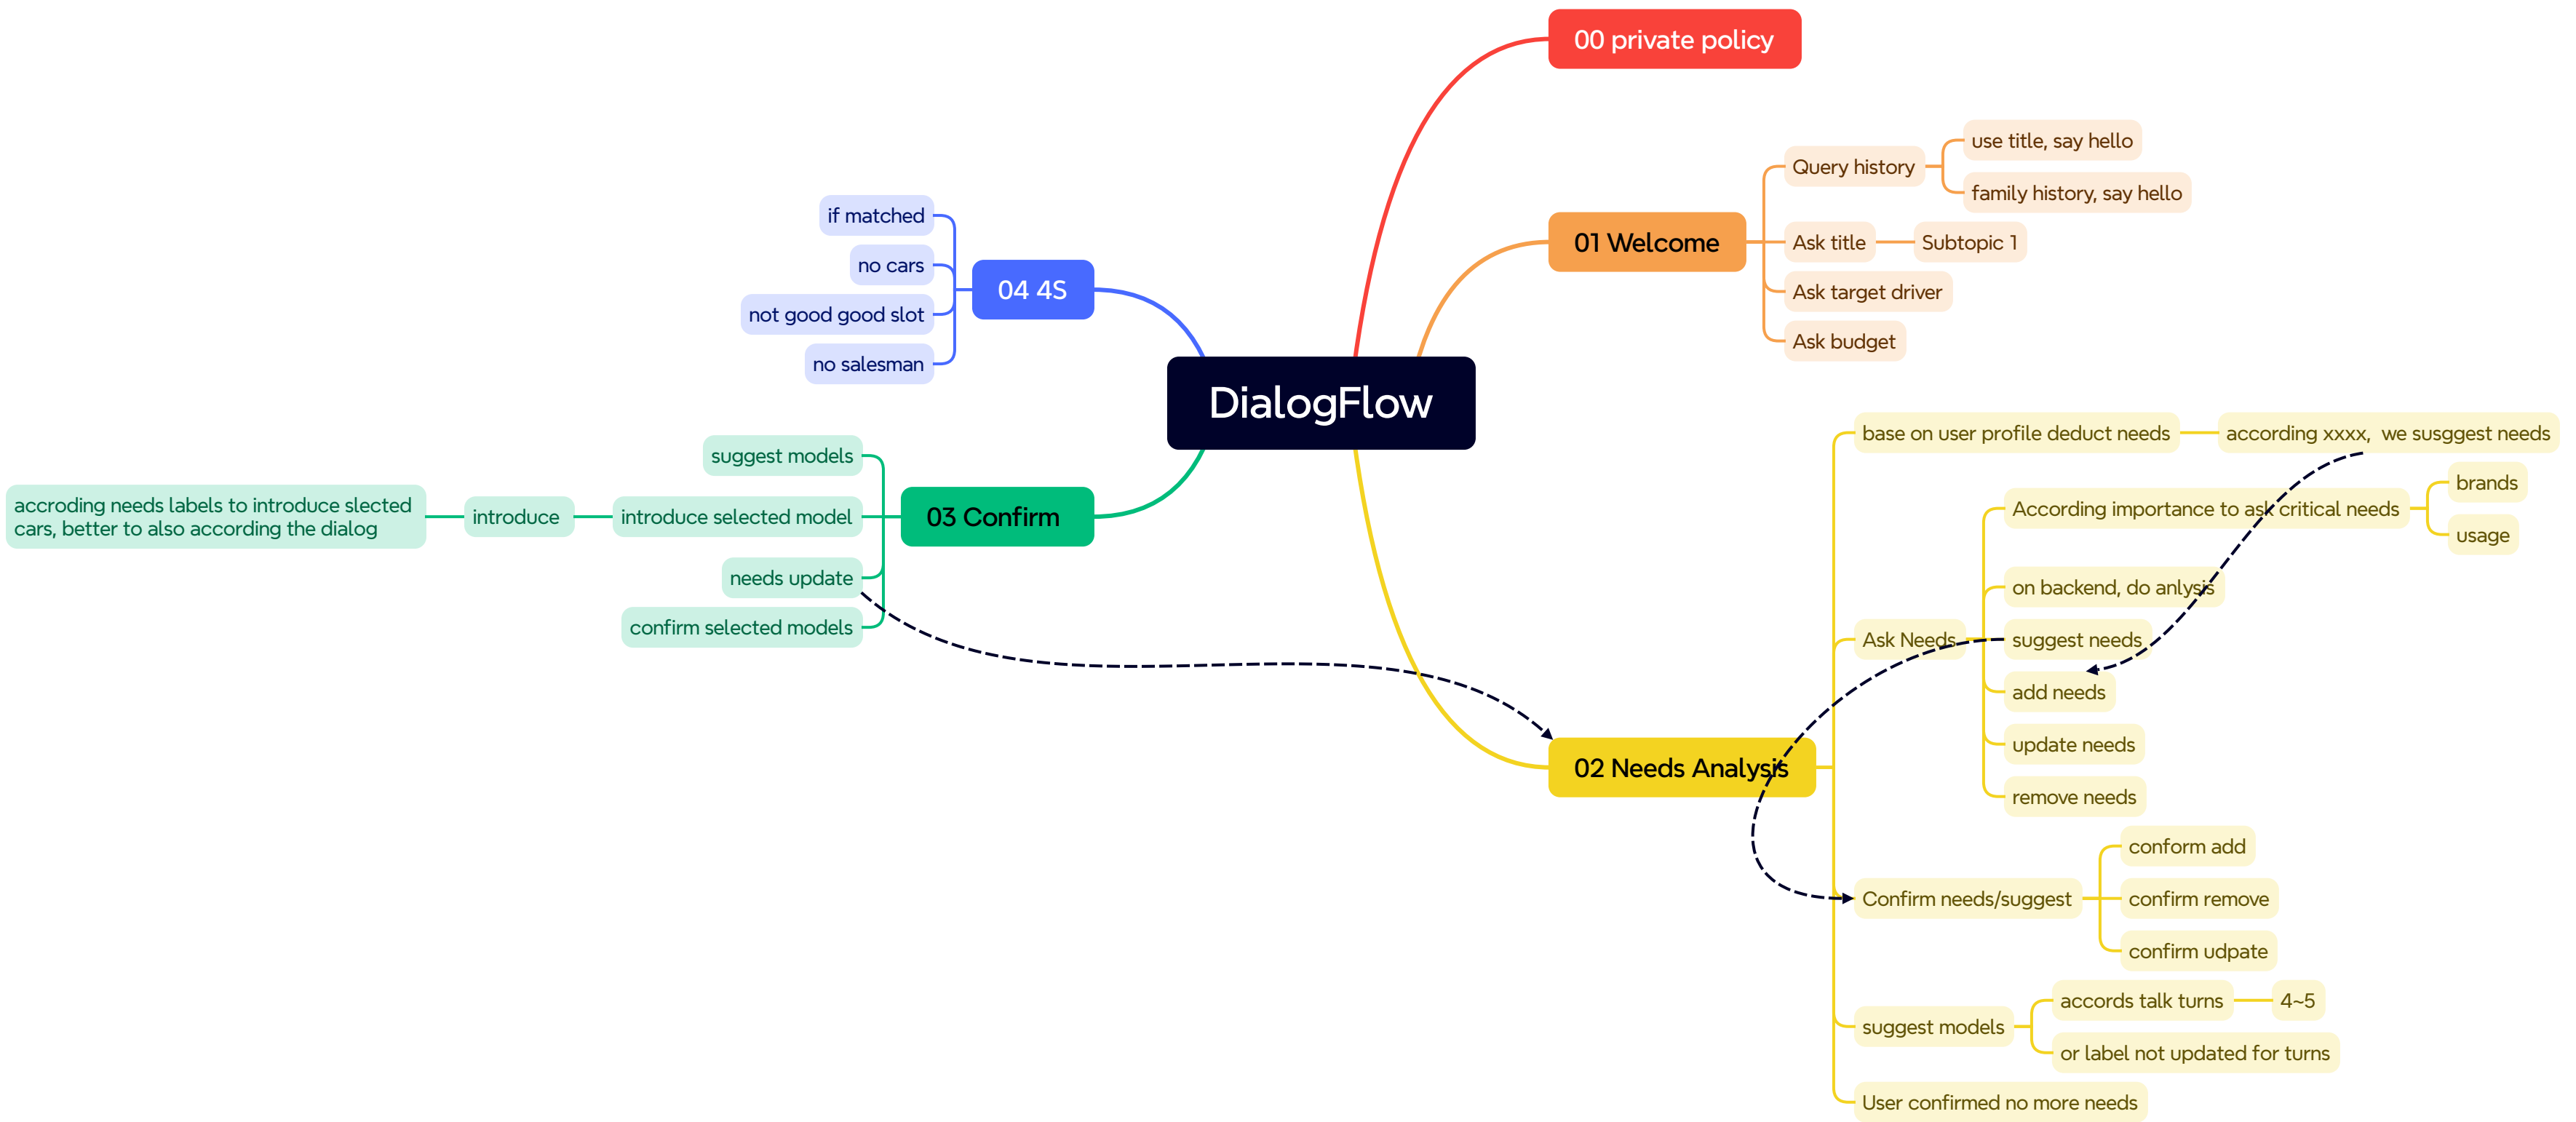 DialogFlow
00 private policy
01 Welcome
Query history
use title, say hello
family history, say hello
Ask title
Subtopic 1
Ask target driver
Ask budget
02 Needs Analysis
base on user profile deduct needs
according xxxx,  we susggest needs
Ask Needs
According importance to ask critical needs
brands
usage
on backend, do anlysis
suggest needs
add needs
update needs
remove needs
Confirm needs/suggest
conform add
confirm remove
confirm udpate
suggest models
accords talk turns
4~5
or label not updated for turns
User confirmed no more needs
03 Confirm
suggest models
introduce selected model
introduce
accroding needs labels to introduce slected
cars, better to also according the dialog
needs update
confirm selected models
04 4S
if matched
no cars
not good good slot
no salesman